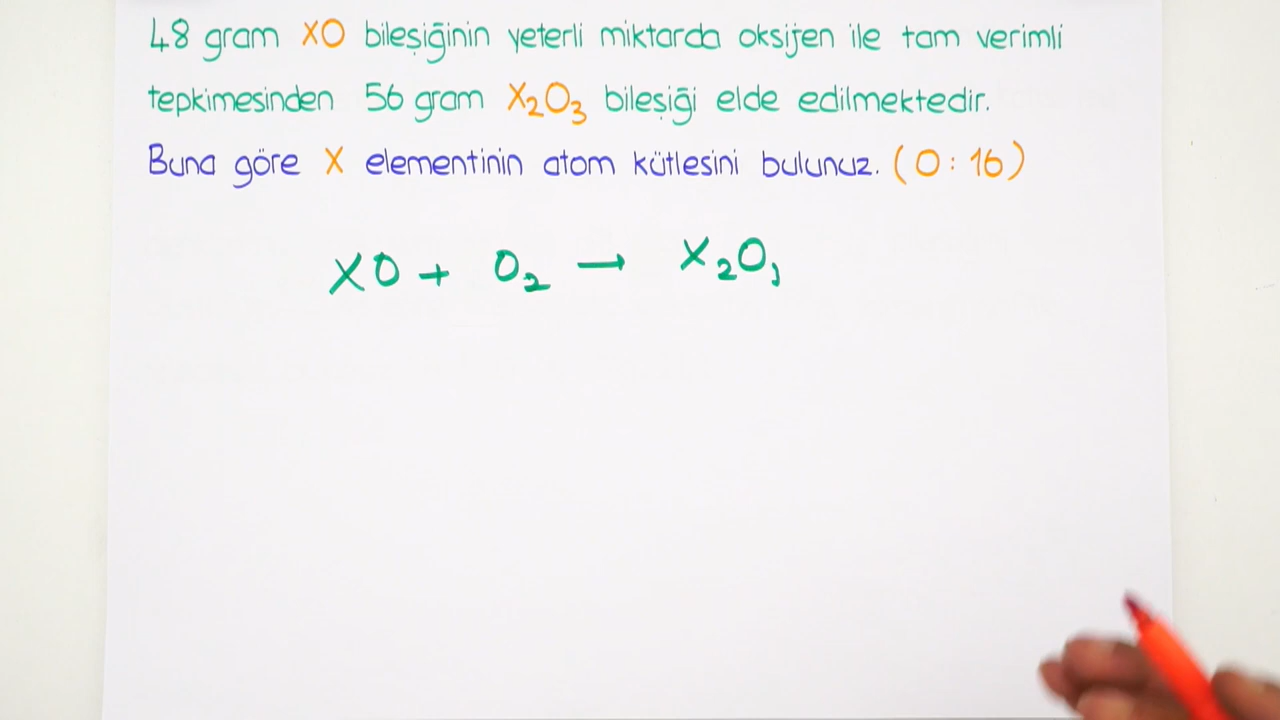 48 gram XO bileşiğinin yeterli miktarda oksijen ile tam verimli
tepkimesinden 56 gram X₂O₃ bileşiği elde edilmektedir.
Buna göre X elementinin atom kütlesini bulunuz. (O : 16)
XO + O₂ → X₂O₃